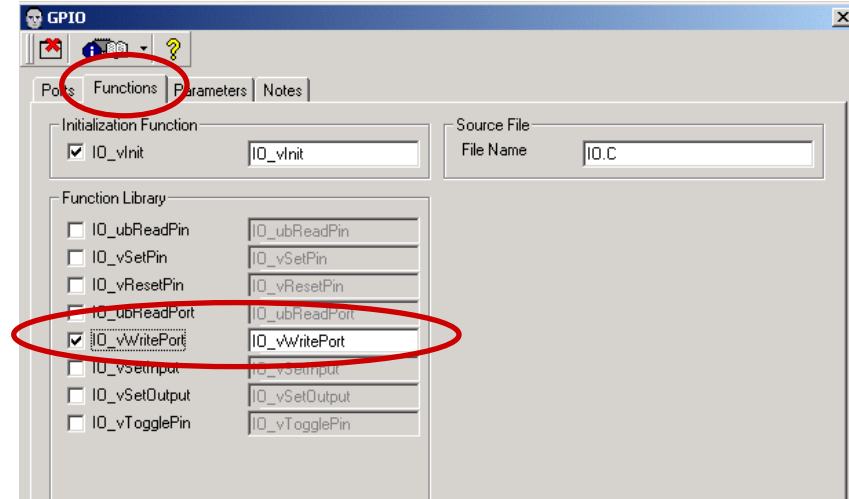 GPIO
Ports Functions Parameters Notes
Initialization Function
IO_vInit IO_vInit
Source File
File Name IO.C
Function Library
IO_ubReadPin IO_ubReadPin
IO_vSetPin IO_vSetPin
IO_vResetPin IO_vResetPin
IO_ubReadPort IO_ubReadPort
IO_vWritePort IO_vWritePort
IO_vSetInput IO_vSetInput
IO_vSetOutput IO_vSetOutput
IO_vTogglePin IO_vTogglePin